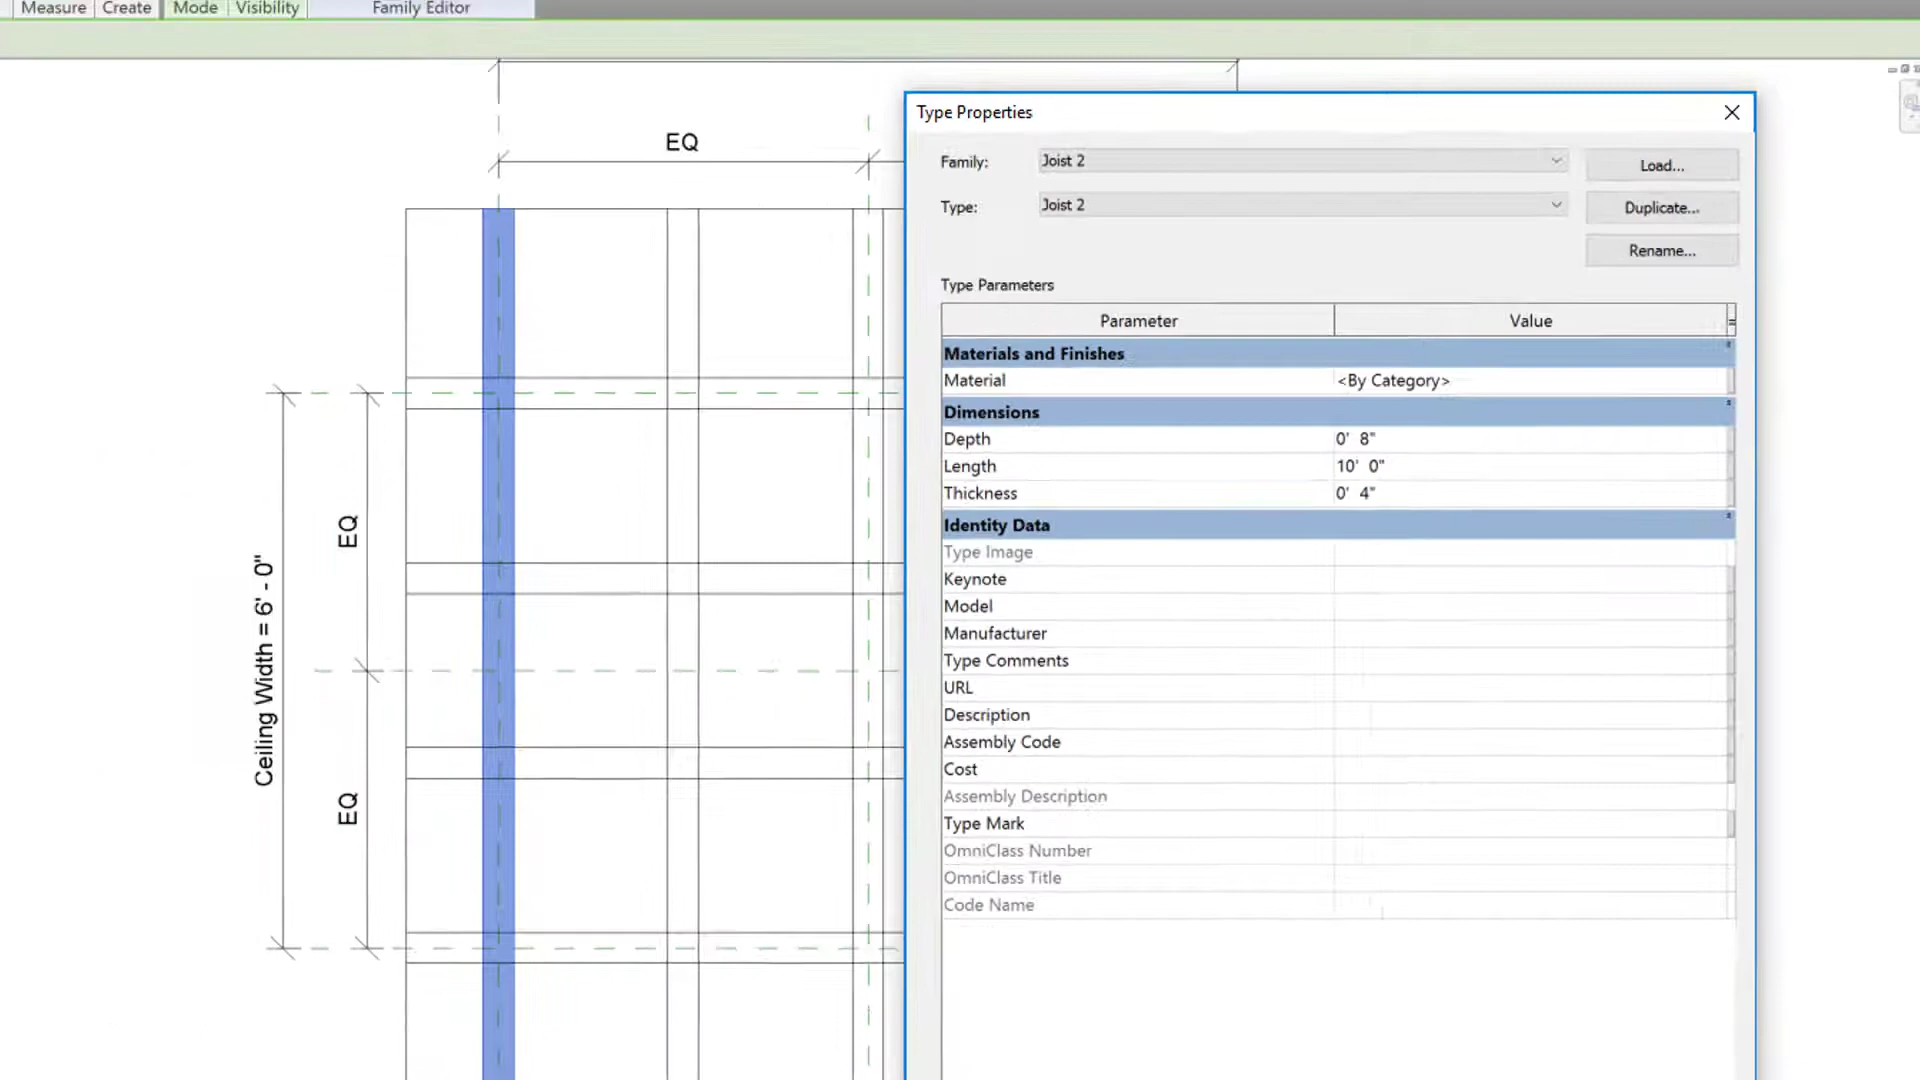 Measure Create Mode Visibility Family Editor
EQ
EQ
EQ
Ceiling Width = 6' - 0"
Type Properties
Family: Joist 2 Load...
Type: Joist 2 Duplicate...
Rename...
Type Parameters
Parameter Value
Materials and Finishes
Material <By Category>
Dimensions
Depth 0' 8"
Length 10' 0"
Thickness 0' 4"
Identity Data
Type Image
Keynote
Model
Manufacturer
Type Comments
URL
Description
Assembly Code
Cost
Assembly Description
Type Mark
OmniClass Number
OmniClass Title
Code Name